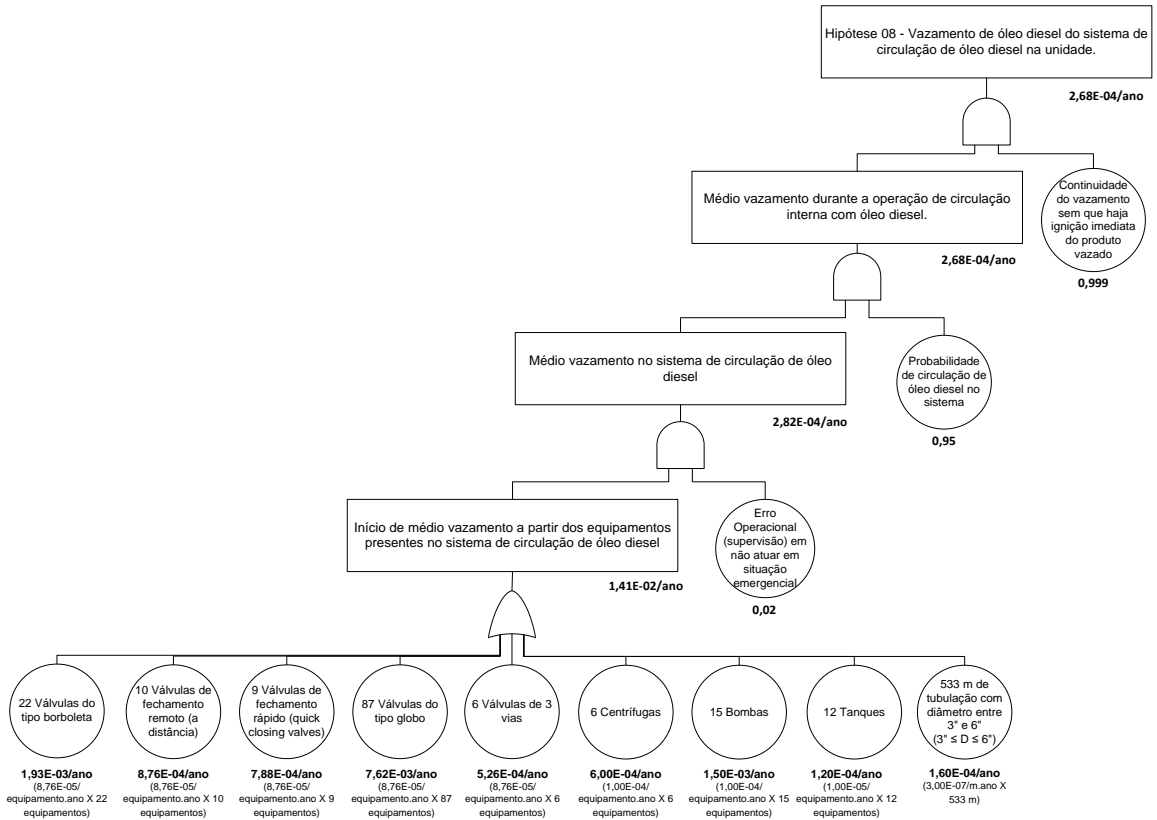 Hipótese 08 - Vazamento de óleo diesel do sistema de
circulação de óleo diesel na unidade.
2,68E-04/ano
Médio vazamento durante a operação de circulação
interna com óleo diesel.
2,68E-04/ano
Continuidade
do vazamento
sem que haja
ignição imediata
do produto
vazado
0,999
Médio vazamento no sistema de circulação de óleo
diesel
2,82E-04/ano
Probabilidade
de circulação de
óleo diesel no
sistema
0,95
Início de médio vazamento a partir dos equipamentos
presentes no sistema de circulação de óleo diesel
1,41E-02/ano
Erro
Operacional
(supervisão) em
não atuar em
situação
emergencial
0,02
22 Válvulas do
tipo borboleta
1,93E-03/ano
(8,76E-05/
equipamento.ano X 22
equipamentos)
10 Válvulas de
fechamento
remoto (a
distância)
8,76E-04/ano
(8,76E-05/
equipamento.ano X 10
equipamentos)
9 Válvulas de
fechamento
rápido (quick
closing valves)
7,88E-04/ano
(8,76E-05/
equipamento.ano X 9
equipamentos)
87 Válvulas do
tipo globo
7,62E-03/ano
(8,76E-05/
equipamento.ano X 87
equipamentos)
6 Válvulas de 3
vias
5,26E-04/ano
(8,76E-05/
equipamento.ano X 6
equipamentos)
6 Centrífugas
6,00E-04/ano
(1,00E-04/
equipamento.ano X 6
equipamentos)
15 Bombas
1,50E-03/ano
(1,00E-04/
equipamento.ano X 15
equipamentos)
12 Tanques
1,20E-04/ano
(1,00E-05/
equipamento.ano X 12
equipamentos)
533 m de
tubulação com
diâmetro entre
3" e 6"
(3" ≤ D ≤ 6")
1,60E-04/ano
(3,00E-07/m.ano X
533 m)